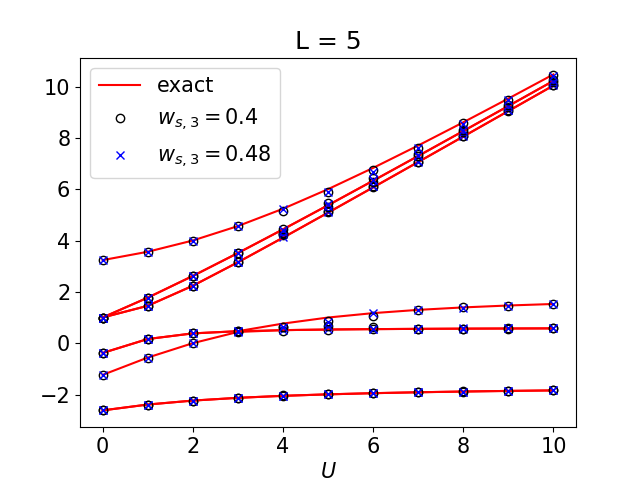 L = 5
exact
w_{s,3} = 0.4
w_{s,3} = 0.48
10
8
6
4
2
0
−2
0 2 4 6 8 10
U